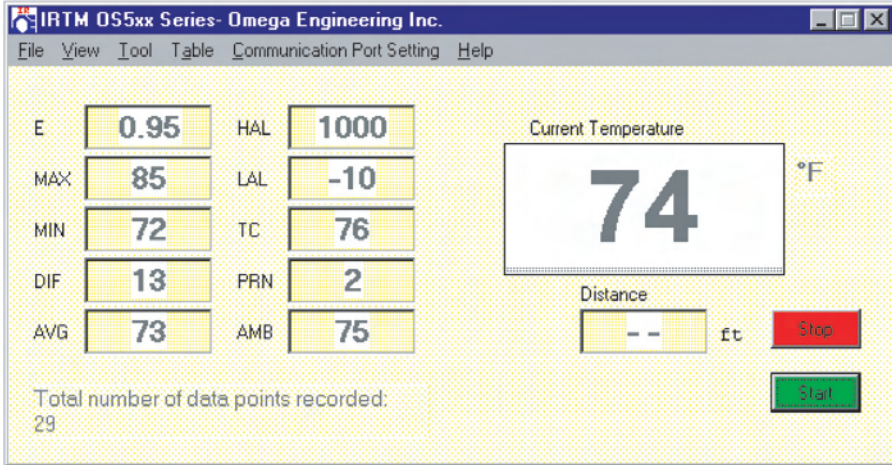 IR
IRTM OS5xx Series- Omega Engineering Inc.
File View Tool Table Communication Port Setting Help
E 0.95 HAL 1000 Current Temperature
MAX 85 LAL -10 74 °F
MIN 72 TC 76
DIF 13 PRN 2 Distance
AVG 73 AMB 75 -- ft Stop
Total number of data points recorded: Start
29